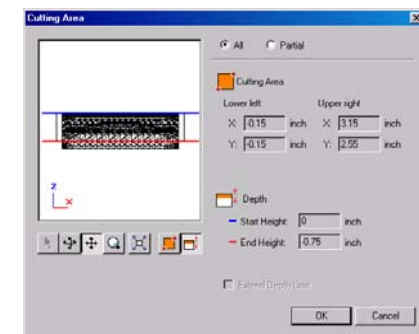 Cutting Area
All Partial
Cutting Area
Lower left Upper right
X: -0.15 inch X: 3.15 inch
Y: -0.15 inch Y: 2.55 inch
Z
X
Depth
Start Height: 0 inch
End Height: -0.75 inch
Extend Depth Line
OK Cancel